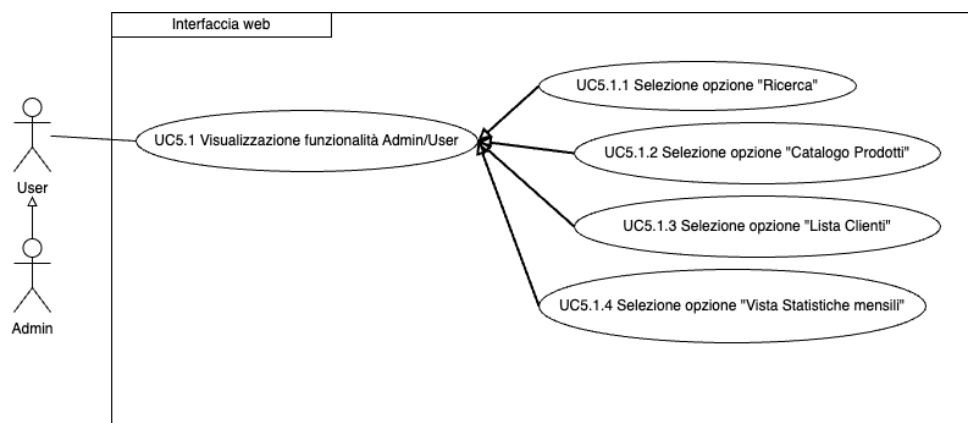 Interfaccia web
UC5.1.1 Selezione opzione "Ricerca"
UC5.1 Visualizzazione funzionalità Admin/User
UC5.1.2 Selezione opzione "Catalogo Prodotti"
User
UC5.1.3 Selezione opzione "Lista Clienti"
UC5.1.4 Selezione opzione "Vista Statistiche mensili"
Admin